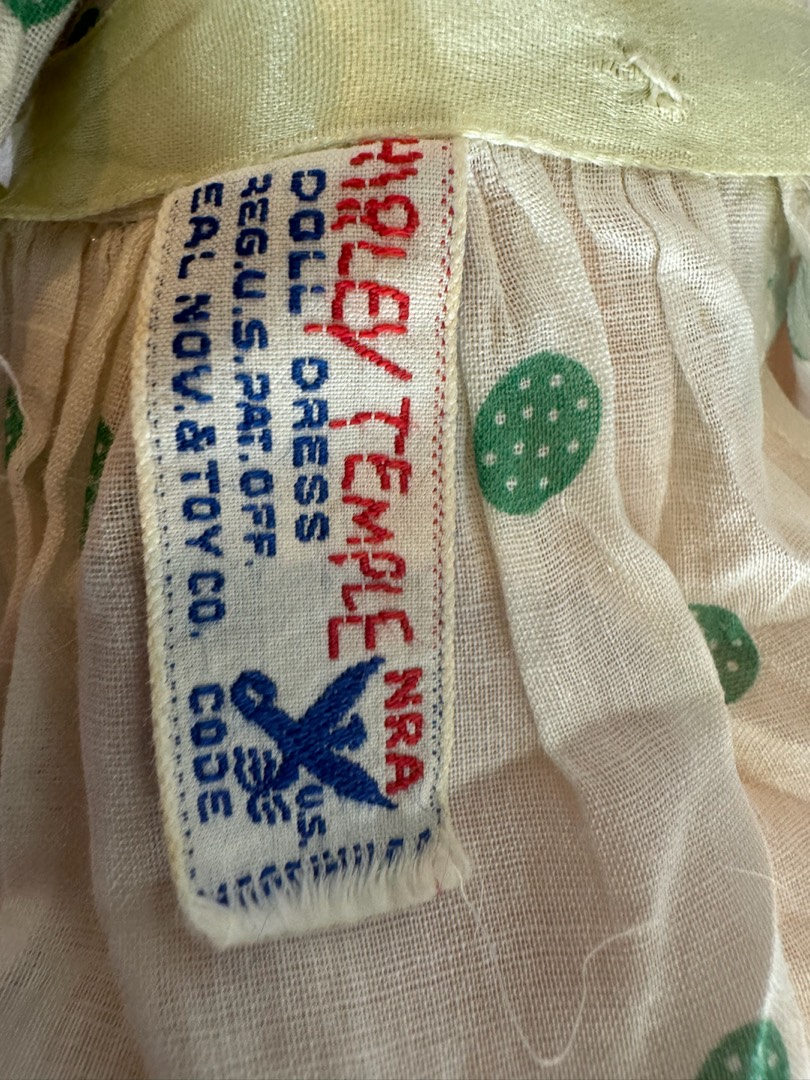 HIRLEY TEMPLE
DOLL DRESS
REG.U.S.PAT.OFF.
EAL NOV.&TOY CO.
NRA
U.S.
CODE